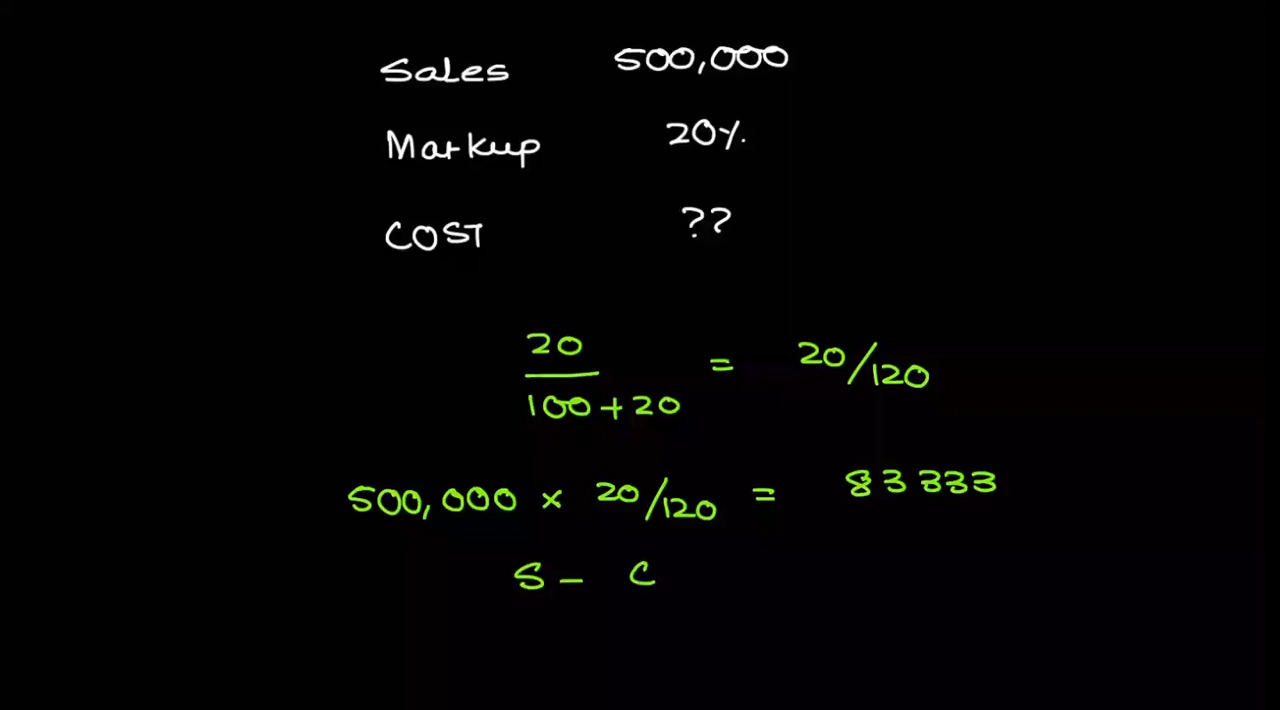 Sales 500,000
Markup 20%
COST ??
20
100+20 = 20/120
500,000 × 20/120 = 83333
S - C